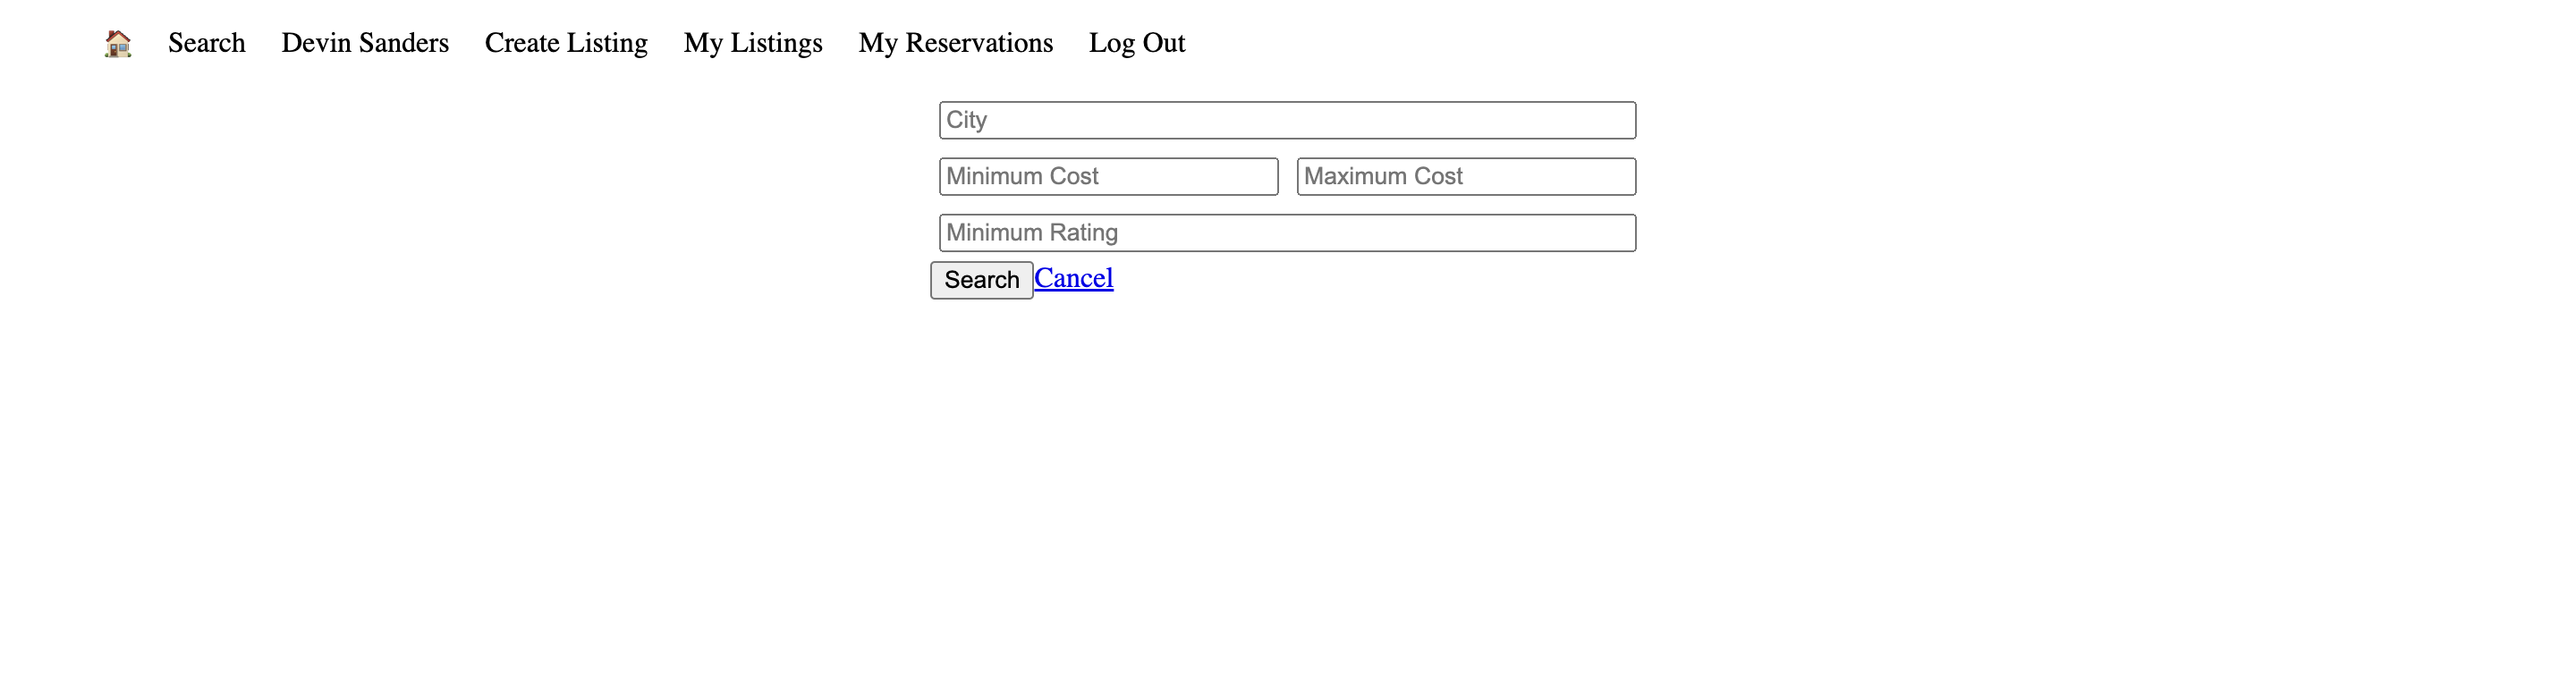 Search Devin Sanders Create Listing My Listings My Reservations Log Out
City
Minimum Cost Maximum Cost
Minimum Rating
Search Cancel